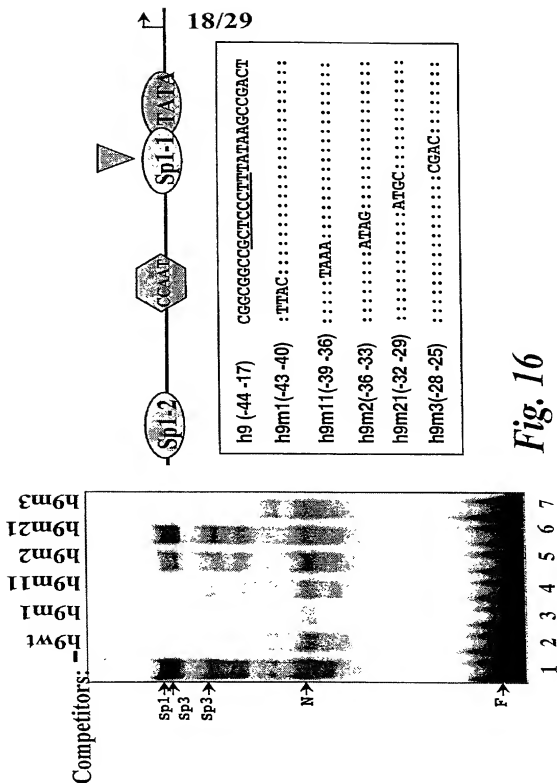 Competitors:
–
h9wt
h9m1
h9m11
h9m2
h9m21
h9m3
Sp1→
Sp3
Sp3→
N→
F→
1 2 3 4 5 6 7
Sp1-2
CCAAT
Sp1-1
TATA
18/29
h9 (-44 -17) CGGCGGCCGCTCCCTTTATAAGCCGACT
h9m1(-43 -40) :TTAC:::::::::::::::::::::::
h9m11(-39 -36) :::::TAAA:::::::::::::::::::
h9m2(-36 -33) ::::::::ATAG::::::::::::::::
h9m21(-32 -29) ::::::::::::ATGC::::::::::::
h9m3(-28 -25) ::::::::::::::::CGAC::::::::
Fig. 16